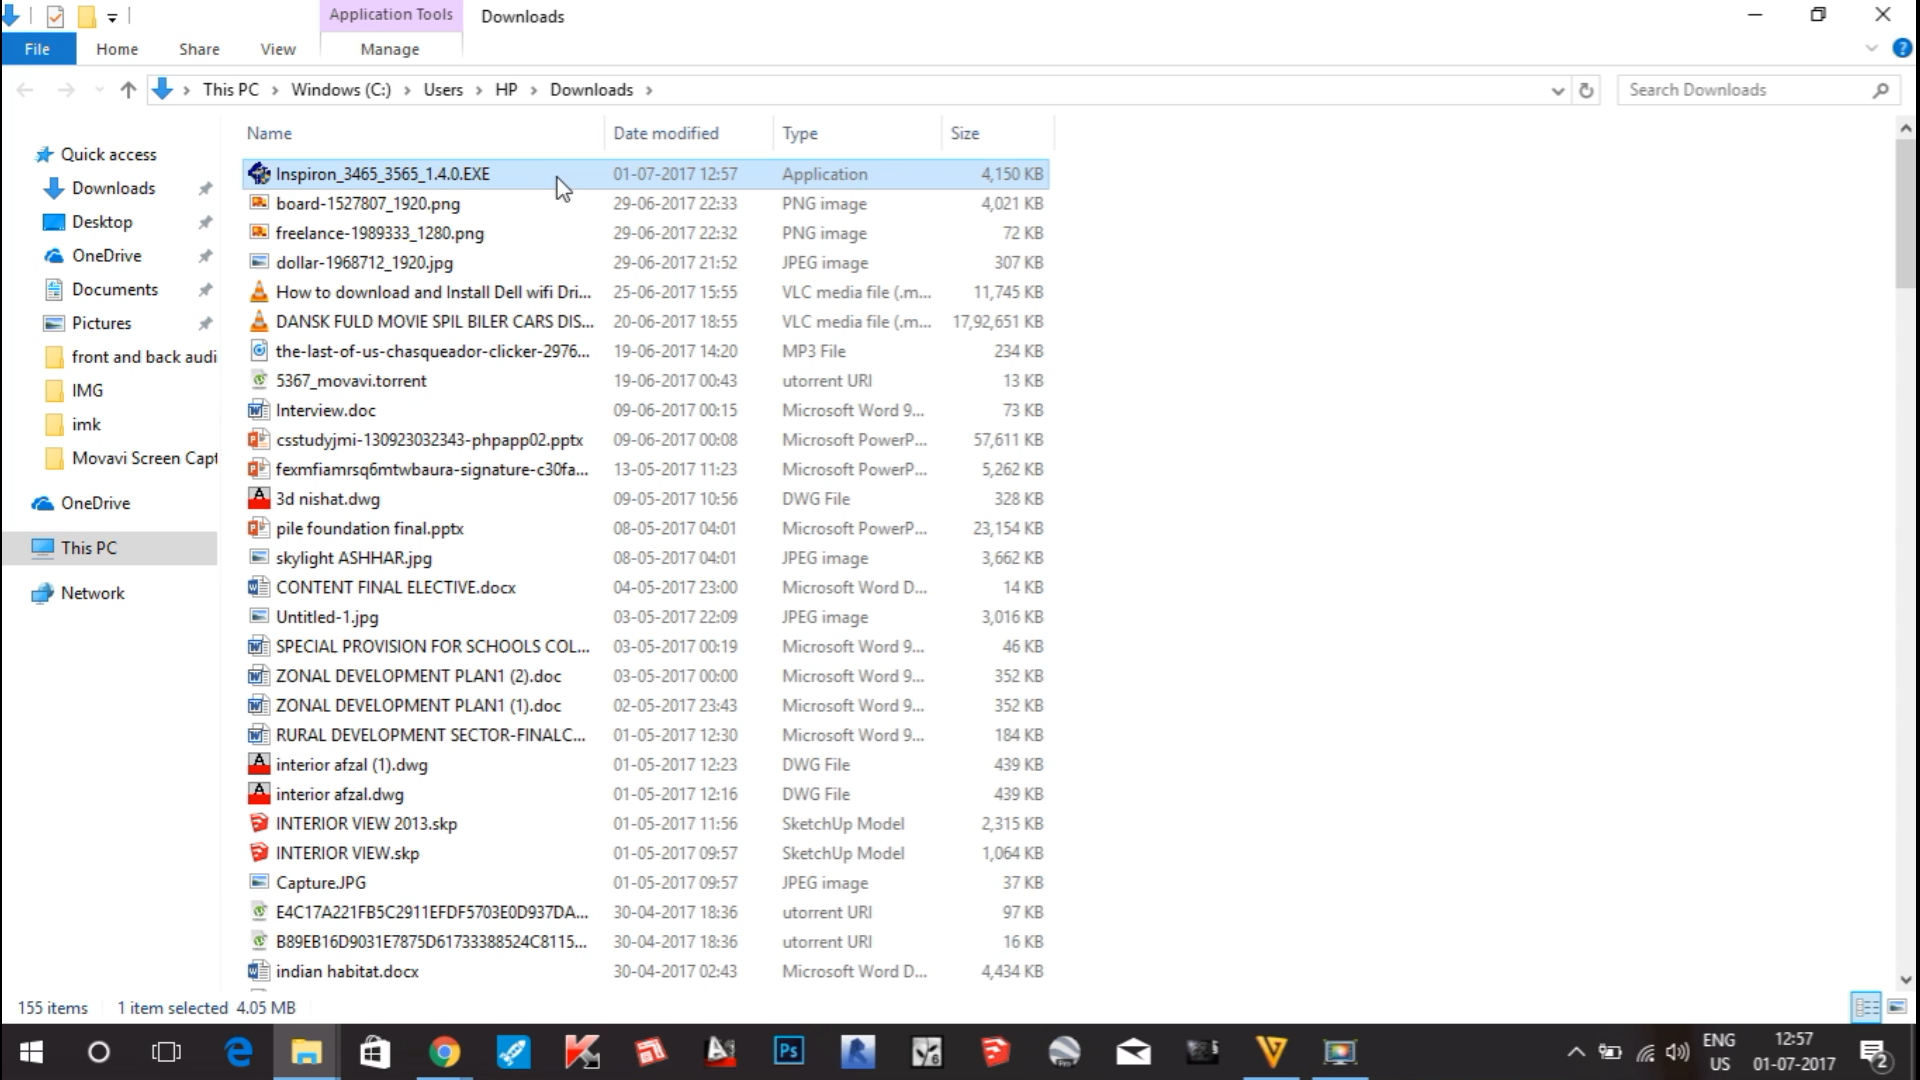 Application Tools
Downloads
File
Home
Share
View
Manage
This PC
Windows (C:)
Users
HP
Downloads
Search Downloads
Name
Date modified
Type
Size
Quick access
Downloads
Desktop
OneDrive
Documents
Pictures
front and back audi
IMG
imk
Movavi Screen Capt
OneDrive
This PC
Network
Inspiron_3465_3565_1.4.0.EXE 01-07-2017 12:57 Application 4,150 KB
board-1527807_1920.png 29-06-2017 22:33 PNG image 4,021 KB
freelance-1989333_1280.png 29-06-2017 22:32 PNG image 72 KB
dollar-1968712_1920.jpg 29-06-2017 21:52 JPEG image 307 KB
How to download and Install Dell wifi Dri... 25-06-2017 15:55 VLC media file (.m... 11,745 KB
DANSK FULD MOVIE SPIL BILER CARS DIS... 20-06-2017 18:55 VLC media file (.m... 17,92,651 KB
the-last-of-us-chasqueador-clicker-2976... 19-06-2017 14:20 MP3 File 234 KB
5367_movavi.torrent 19-06-2017 00:43 utorrent URI 13 KB
Interview.doc 09-06-2017 00:15 Microsoft Word 9... 73 KB
csstudyjmi-130923032343-phpapp02.pptx 09-06-2017 00:08 Microsoft PowerP... 57,611 KB
fexmfiamrsq6mtwbaura-signature-c30fa... 13-05-2017 11:23 Microsoft PowerP... 5,262 KB
3d nishat.dwg 09-05-2017 10:56 DWG File 328 KB
pile foundation final.pptx 08-05-2017 04:01 Microsoft PowerP... 23,154 KB
skylight ASHHAR.jpg 08-05-2017 04:01 JPEG image 3,662 KB
CONTENT FINAL ELECTIVE.docx 04-05-2017 23:00 Microsoft Word D... 14 KB
Untitled-1.jpg 03-05-2017 22:09 JPEG image 3,016 KB
SPECIAL PROVISION FOR SCHOOLS COL... 03-05-2017 00:19 Microsoft Word 9... 46 KB
ZONAL DEVELOPMENT PLAN1 (2).doc 03-05-2017 00:00 Microsoft Word 9... 352 KB
ZONAL DEVELOPMENT PLAN1 (1).doc 02-05-2017 23:43 Microsoft Word 9... 352 KB
RURAL DEVELOPMENT SECTOR-FINALC... 01-05-2017 12:30 Microsoft Word 9... 184 KB
interior afzal (1).dwg 01-05-2017 12:23 DWG File 439 KB
interior afzal.dwg 01-05-2017 12:16 DWG File 439 KB
INTERIOR VIEW 2013.skp 01-05-2017 11:56 SketchUp Model 2,315 KB
INTERIOR VIEW.skp 01-05-2017 09:57 SketchUp Model 1,064 KB
Capture.JPG 01-05-2017 09:57 JPEG image 37 KB
E4C17A221FB5C2911EFDF5703E0D937DA... 30-04-2017 18:36 utorrent URI 97 KB
B89EB16D9031E7875D61733388524C8115... 30-04-2017 18:36 utorrent URI 16 KB
indian habitat.docx 30-04-2017 02:43 Microsoft Word D... 4,434 KB
155 items
1 item selected 4.05 MB
Ps
ENG
US
12:57
01-07-2017
2